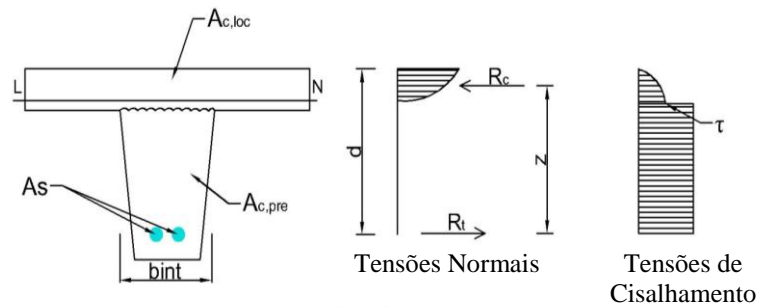 Ac,loc
L
N
Rc
d
z
τ
As
Ac,pre
Rt
bint
Tensões Normais
Tensões de
Cisalhamento